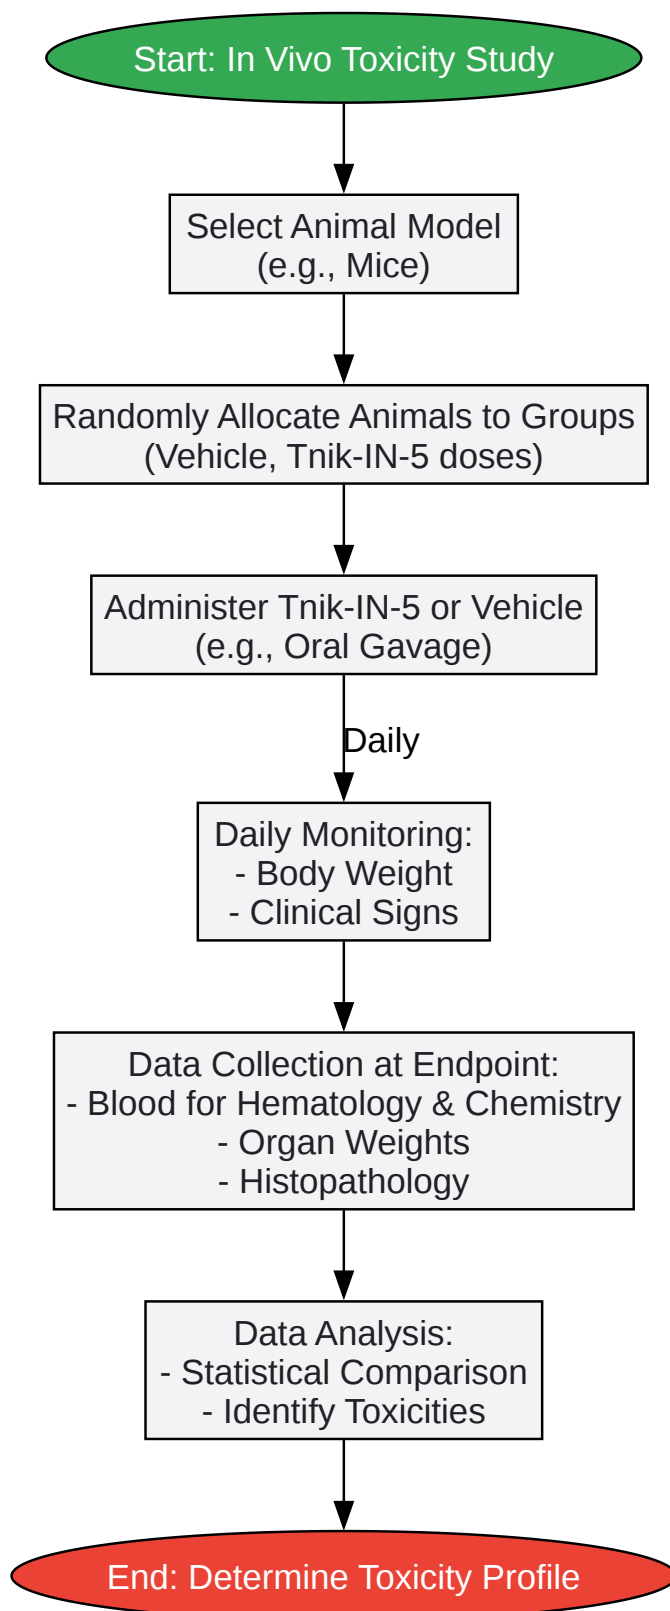 Start: In Vivo Toxicity Study
Select Animal Model
(e.g., Mice)
Randomly Allocate Animals to Groups
(Vehicle, Tnik-IN-5 doses)
Administer Tnik-IN-5 or Vehicle
(e.g., Oral Gavage)
Daily
Daily Monitoring:
- Body Weight
- Clinical Signs
Data Collection at Endpoint:
- Blood for Hematology & Chemistry
- Organ Weights
- Histopathology
Data Analysis:
- Statistical Comparison
- Identify Toxicities
End: Determine Toxicity Profile